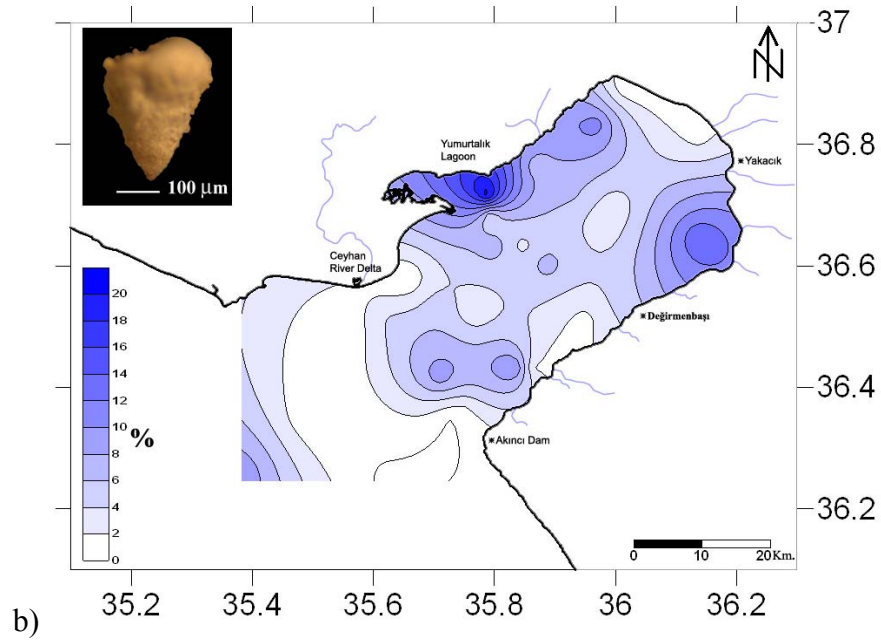 37
36.8
36.6
36.4
36.2
N
100 µm
Yumurtalık
Lagoon
Yakacık
Ceyhan
River Delta
Değirmenbaşı
20
18
16
14
12
10
8
6
4
2
0
%
Akıncı Dam
0 10 20 Km.
b)
35.2 35.4 35.6 35.8 36 36.2